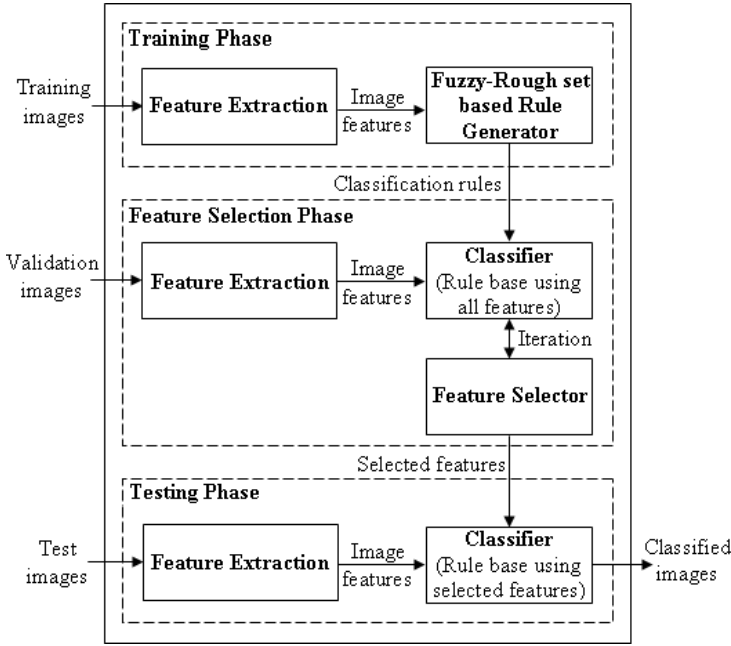 Training Phase
Training
images
Feature Extraction
Image
features
Fuzzy-Rough set
based Rule
Generator
Classification rules
Feature Selection Phase
Validation
images
Feature Extraction
Image
features
Classifier
(Rule base using
all features)
Iteration
Feature Selector
Selected features
Testing Phase
Test
images
Feature Extraction
Image
features
Classifier
(Rule base using
selected features)
Classified
images